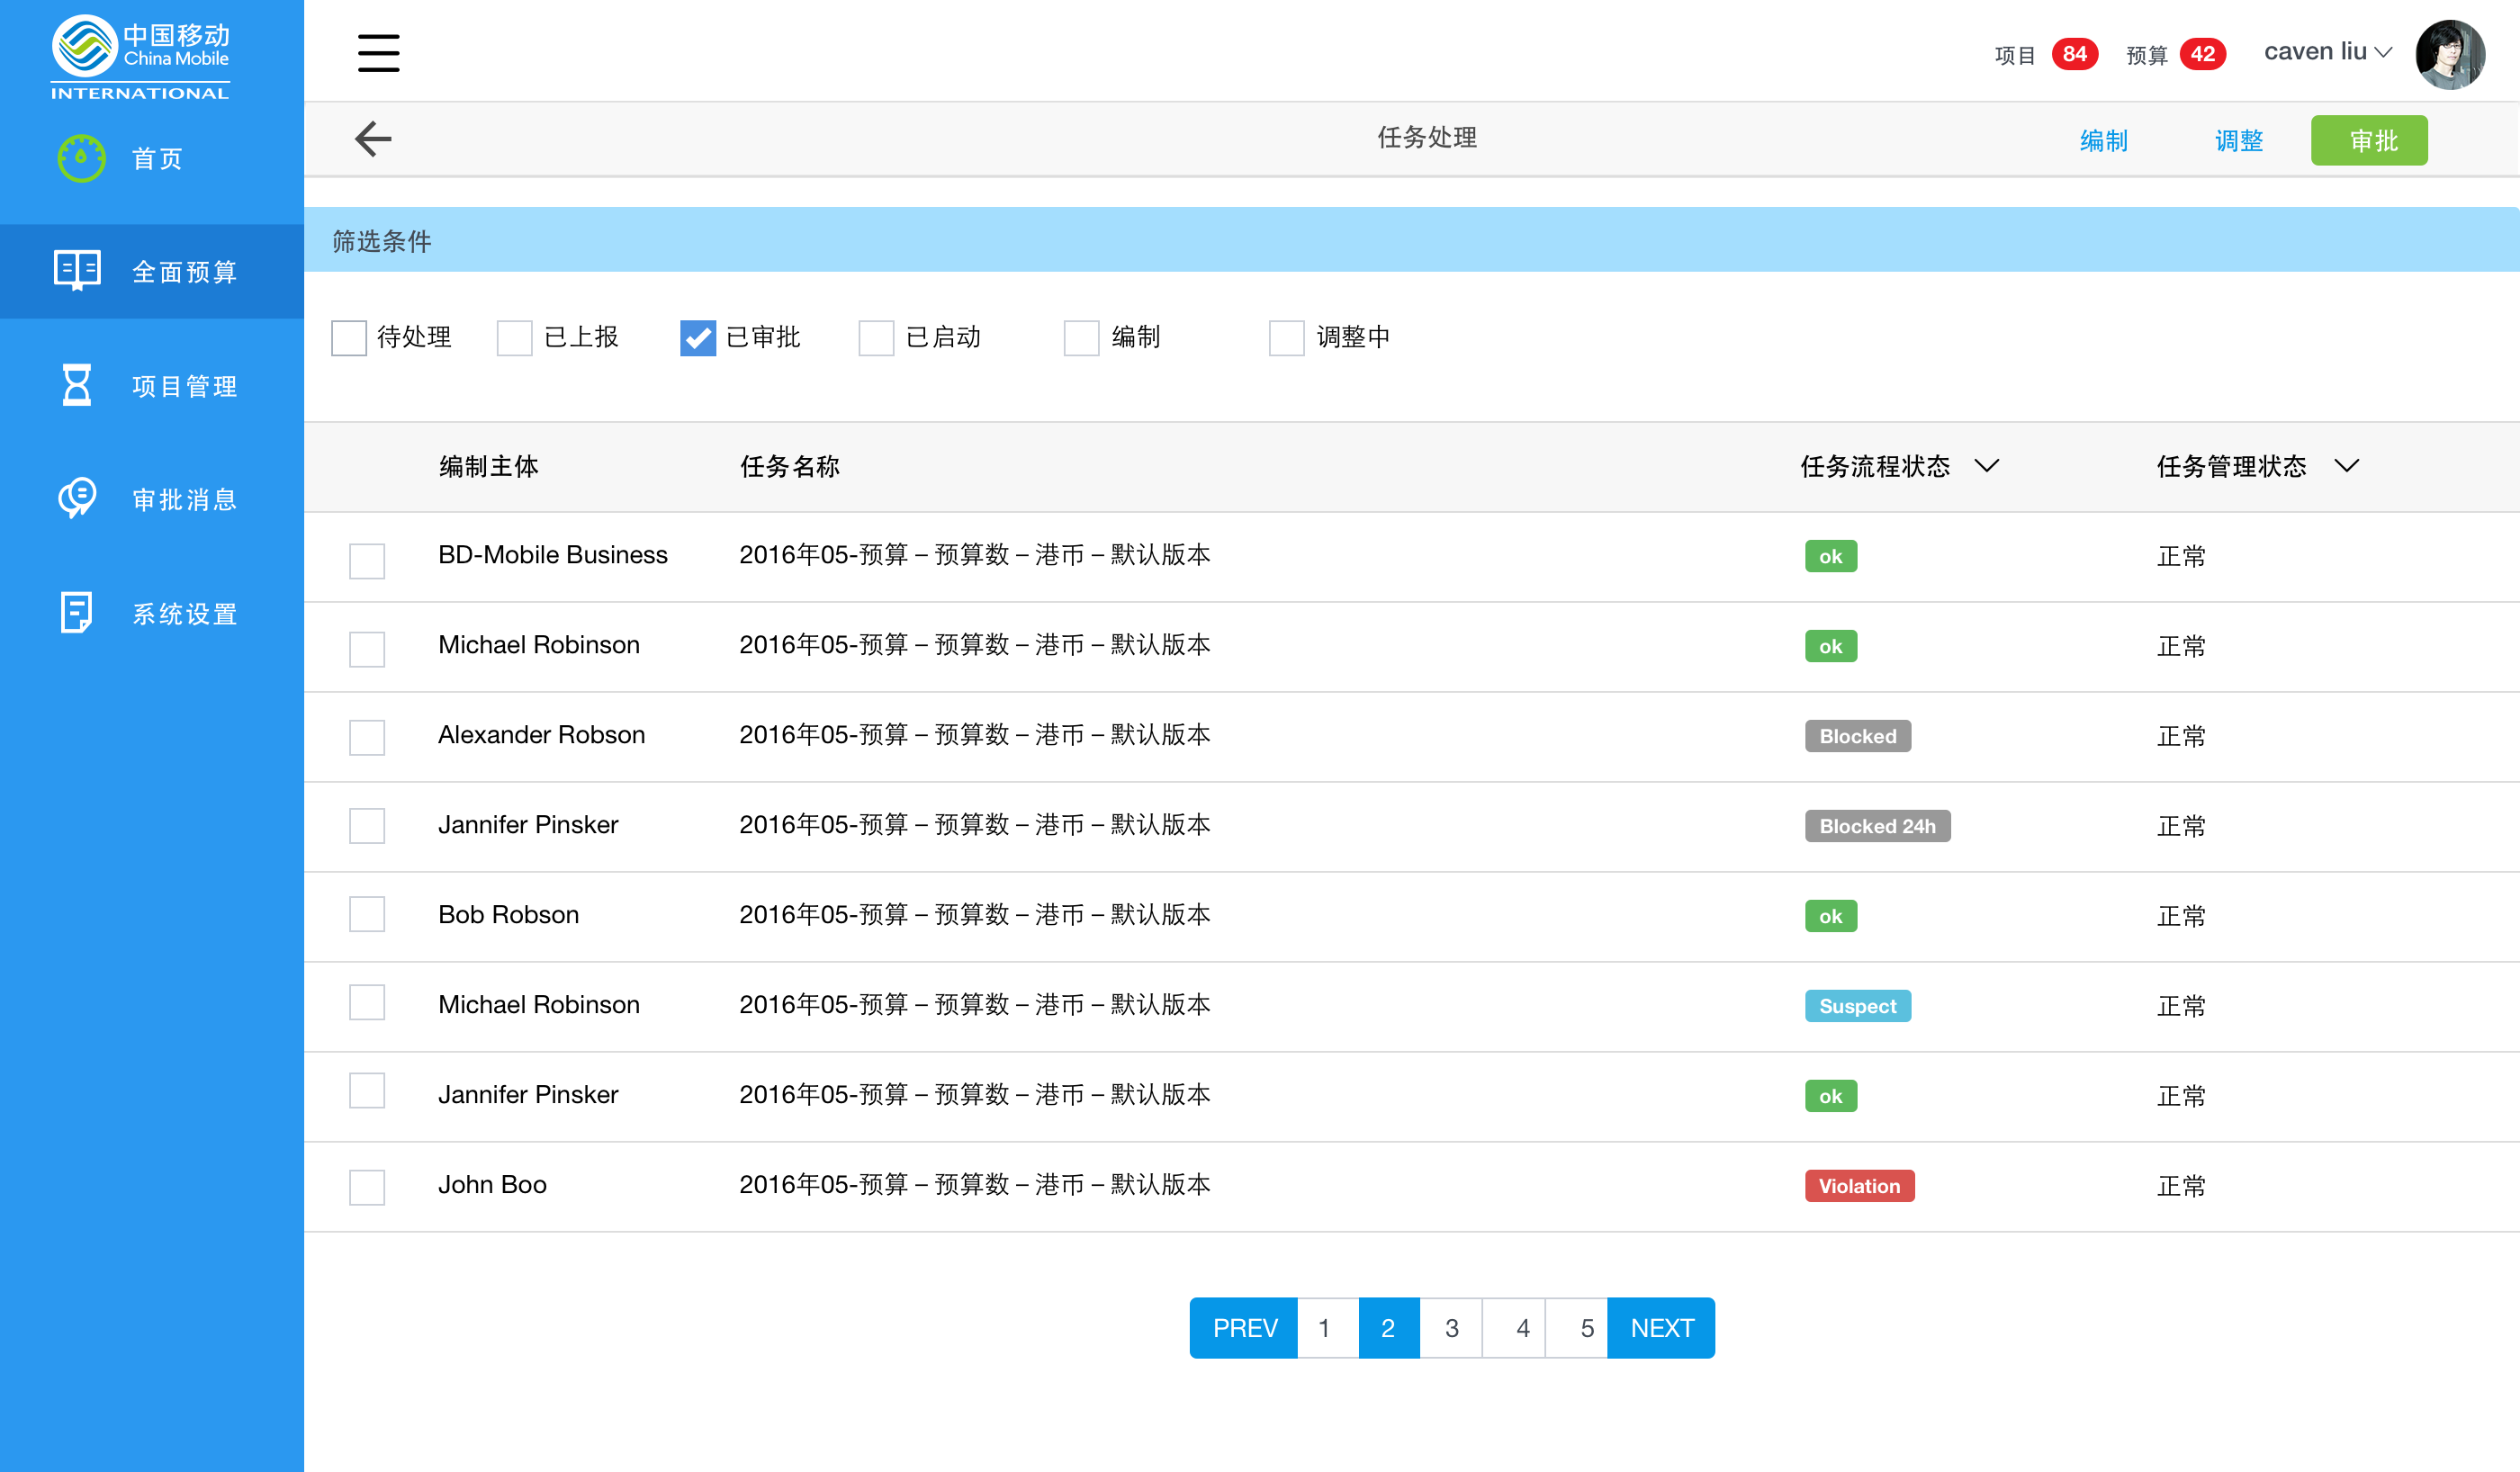 中国移动
China Mobile
INTERNATIONAL
首页
全面预算
项目管理
审批消息
系统设置
项目 84 预算 42 caven liu
任务处理 编制 调整 审批
筛选条件
待处理 已上报 已审批 已启动 编制 调整中
编制主体 任务名称 任务流程状态 任务管理状态
BD-Mobile Business 2016年05-预算 – 预算数 – 港币 – 默认版本 ok 正常
Michael Robinson 2016年05-预算 – 预算数 – 港币 – 默认版本 ok 正常
Alexander Robson 2016年05-预算 – 预算数 – 港币 – 默认版本 Blocked 正常
Jannifer Pinsker 2016年05-预算 – 预算数 – 港币 – 默认版本 Blocked 24h 正常
Bob Robson 2016年05-预算 – 预算数 – 港币 – 默认版本 ok 正常
Michael Robinson 2016年05-预算 – 预算数 – 港币 – 默认版本 Suspect 正常
Jannifer Pinsker 2016年05-预算 – 预算数 – 港币 – 默认版本 ok 正常
John Boo 2016年05-预算 – 预算数 – 港币 – 默认版本 Violation 正常
PREV 1 2 3 4 5 NEXT